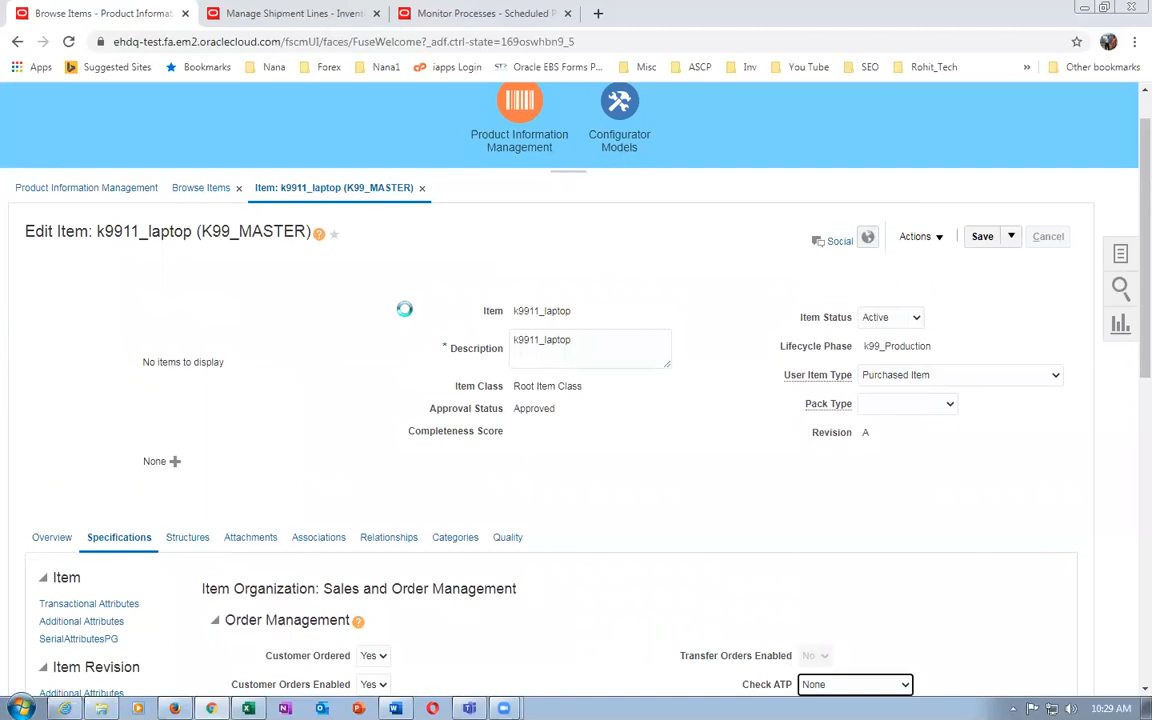 Browse Items - Product Informat
Manage Shipment Lines - Invent
Monitor Processes - Scheduled P
ehdq-test.fa.em2.oraclecloud.com/fscmUI/faces/FuseWelcome?_adf.ctrl-state=169oswhbn9_5
Apps
Suggested Sites
Bookmarks
Nana
Forex
Nana1
iapps Login
Oracle EBS Forms P...
Misc
ASCP
Inv
You Tube
SEO
Rohit_Tech
»
Other bookmarks
Product Information Management
Configurator Models
Product Information Management
Browse Items
Item: k9911_laptop (K99_MASTER)
Edit Item: k9911_laptop (K99_MASTER)
Social
Actions
Save
Cancel
No items to display
None
Item k9911_laptop
* Description k9911_laptop
Item Class Root Item Class
Approval Status Approved
Completeness Score
Item Status Active
Lifecycle Phase k99_Production
User Item Type Purchased Item
Pack Type
Revision A
Overview
Specifications
Structures
Attachments
Associations
Relationships
Categories
Quality
Item
Transactional Attributes
Additional Attributes
SerialAttributesPG
Item Revision
Additional Attributes
Item Organization: Sales and Order Management
Order Management
Customer Ordered Yes
Transfer Orders Enabled No
Customer Orders Enabled Yes
Check ATP None
10:29 AM